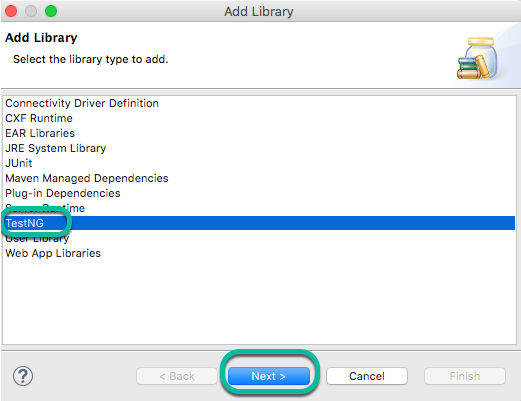 Add Library
Add Library
Select the library type to add.
Connectivity Driver Definition
CXF Runtime
EAR Libraries
JRE System Library
JUnit
Maven Managed Dependencies
Plug-in Dependencies
Server Runtime
TestNG
User Library
Web App Libraries
? < Back Next > Cancel Finish